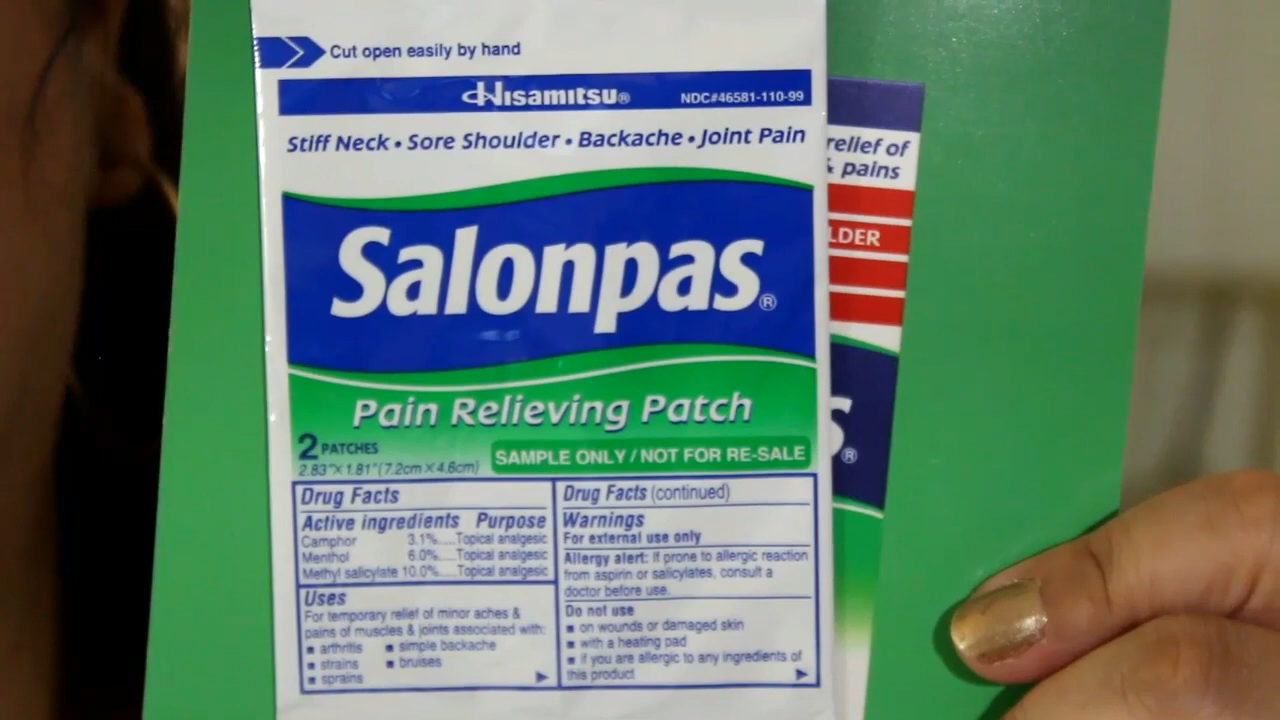 Cut open easily by hand
Hisamitsu® NDC#46581-110-99
Stiff Neck • Sore Shoulder • Backache • Joint Pain
Salonpas®
Pain Relieving Patch
2 PATCHES
2.83"×1.81"(7.2cm×4.6cm)
SAMPLE ONLY / NOT FOR RE-SALE
Drug Facts
Active ingredients Purpose
Camphor 3.1%....Topical analgesic
Menthol 6.0%....Topical analgesic
Methyl salicylate 10.0%....Topical analgesic
Uses
For temporary relief of minor aches &
pains of muscles & joints associated with:
■ arthritis ■ simple backache
■ strains ■ bruises
■ sprains
Drug Facts (continued)
Warnings
For external use only
Allergy alert: If prone to allergic reaction
from aspirin or salicylates, consult a
doctor before use.
Do not use
■ on wounds or damaged skin
■ with a heating pad
■ if you are allergic to any ingredients of
this product
relief of
& pains
LDER
S®